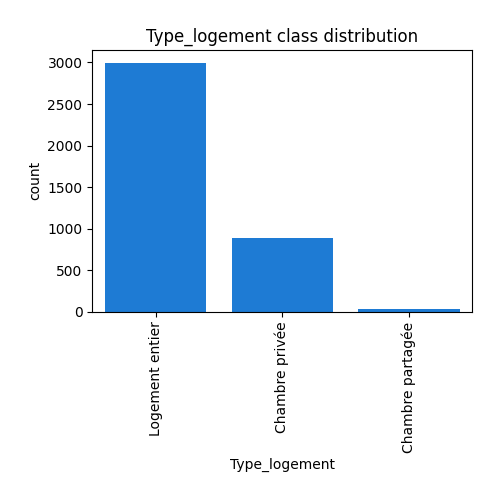 Type_logement class distribution
3000
2500
2000
1500
1000
500
0
count
Logement entier
Chambre privée
Chambre partagée
Type_logement